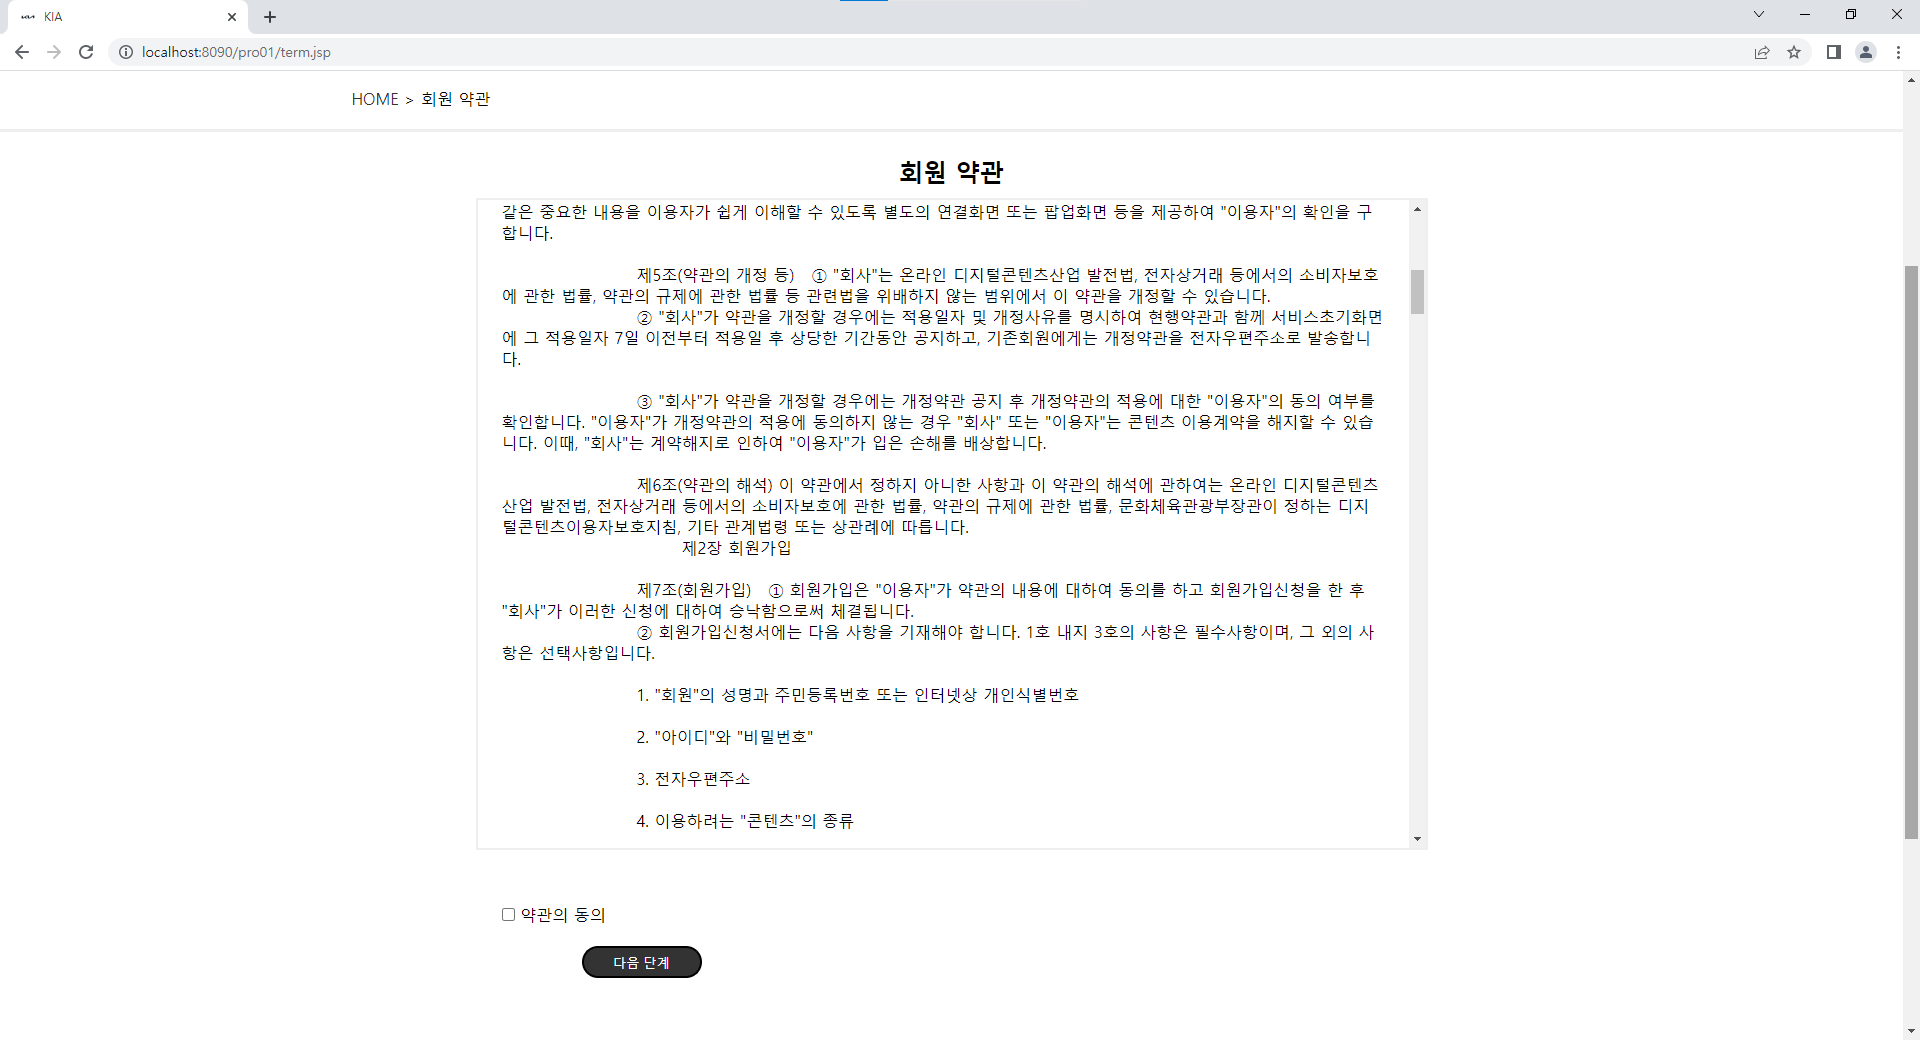 KIA
localhost:8090/pro01/term.jsp
HOME > 회원 약관
회원 약관
같은 중요한 내용을 이용자가 쉽게 이해할 수 있도록 별도의 연결화면 또는 팝업화면 등을 제공하여 "이용자"의 확인을 구
합니다.
제5조(약관의 개정 등) ① "회사"는 온라인 디지털콘텐츠산업 발전법, 전자상거래 등에서의 소비자보호
에 관한 법률, 약관의 규제에 관한 법률 등 관련법을 위배하지 않는 범위에서 이 약관을 개정할 수 있습니다.
② "회사"가 약관을 개정할 경우에는 적용일자 및 개정사유를 명시하여 현행약관과 함께 서비스초기화면
에 그 적용일자 7일 이전부터 적용일 후 상당한 기간동안 공지하고, 기존회원에게는 개정약관을 전자우편주소로 발송합니
다.
③ "회사"가 약관을 개정할 경우에는 개정약관 공지 후 개정약관의 적용에 대한 "이용자"의 동의 여부를
확인합니다. "이용자"가 개정약관의 적용에 동의하지 않는 경우 "회사" 또는 "이용자"는 콘텐츠 이용계약을 해지할 수 있습
니다. 이때, "회사"는 계약해지로 인하여 "이용자"가 입은 손해를 배상합니다.
제6조(약관의 해석) 이 약관에서 정하지 아니한 사항과 이 약관의 해석에 관하여는 온라인 디지털콘텐츠
산업 발전법, 전자상거래 등에서의 소비자보호에 관한 법률, 약관의 규제에 관한 법률, 문화체육관광부장관이 정하는 디지
털콘텐츠이용자보호지침, 기타 관계법령 또는 상관례에 따릅니다.
제2장 회원가입
제7조(회원가입) ① 회원가입은 "이용자"가 약관의 내용에 대하여 동의를 하고 회원가입신청을 한 후
"회사"가 이러한 신청에 대하여 승낙함으로써 체결됩니다.
② 회원가입신청서에는 다음 사항을 기재해야 합니다. 1호 내지 3호의 사항은 필수사항이며, 그 외의 사
항은 선택사항입니다.
1. "회원"의 성명과 주민등록번호 또는 인터넷상 개인식별번호
2. "아이디"와 "비밀번호"
3. 전자우편주소
4. 이용하려는 "콘텐츠"의 종류
약관의 동의
다음 단계